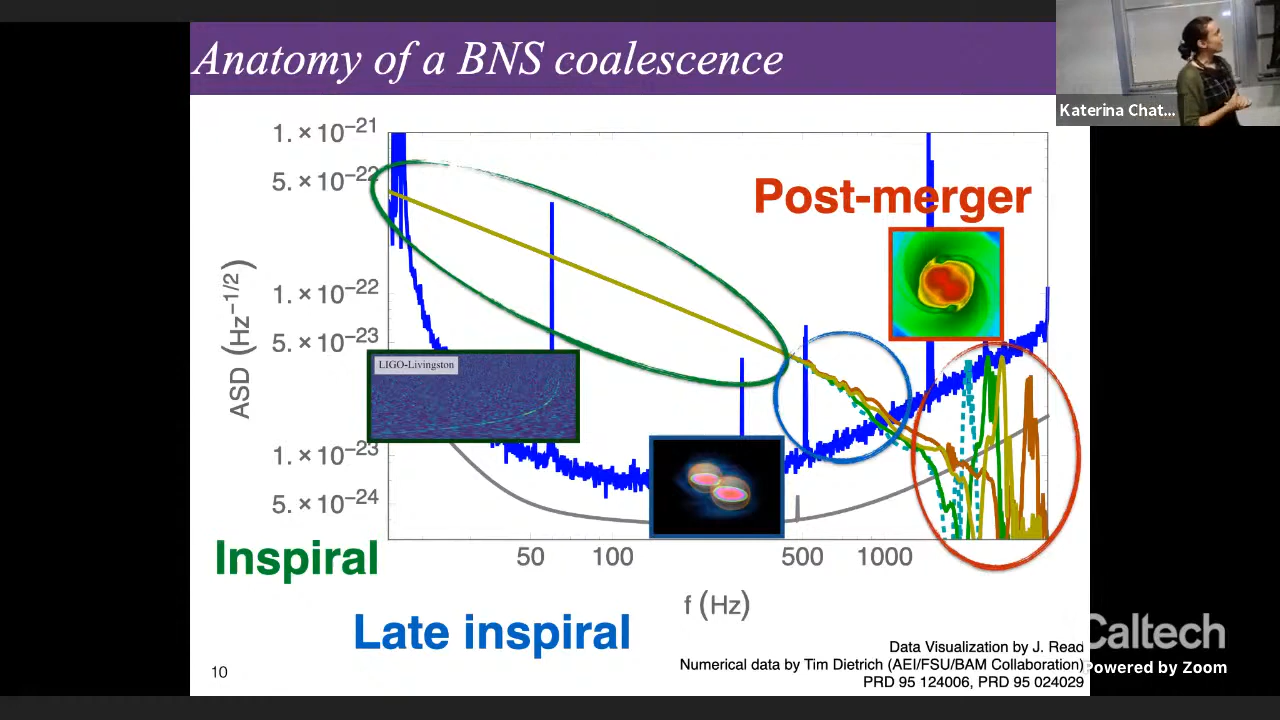 Anatomy of a BNS coalescence
Katerina Chat...
1. × 10−21
5. × 10−22
1. × 10−22
5. × 10−23
1. × 10−23
5. × 10−24
ASD (Hz−1/2)
Post-merger
LIGO-Livingston
50
100
500
1000
f (Hz)
Inspiral
Late inspiral
Data Visualization by J. Read
Numerical data by Tim Dietrich (AEI/FSU/BAM Collaboration)
PRD 95 124006, PRD 95 024029
10
Caltech
Powered by Zoom